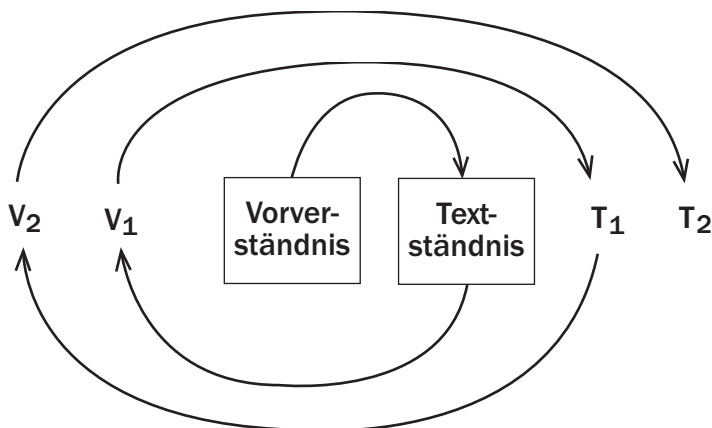 V2
V1
Vorver-
ständnis
Text-
ständnis
T1
T2